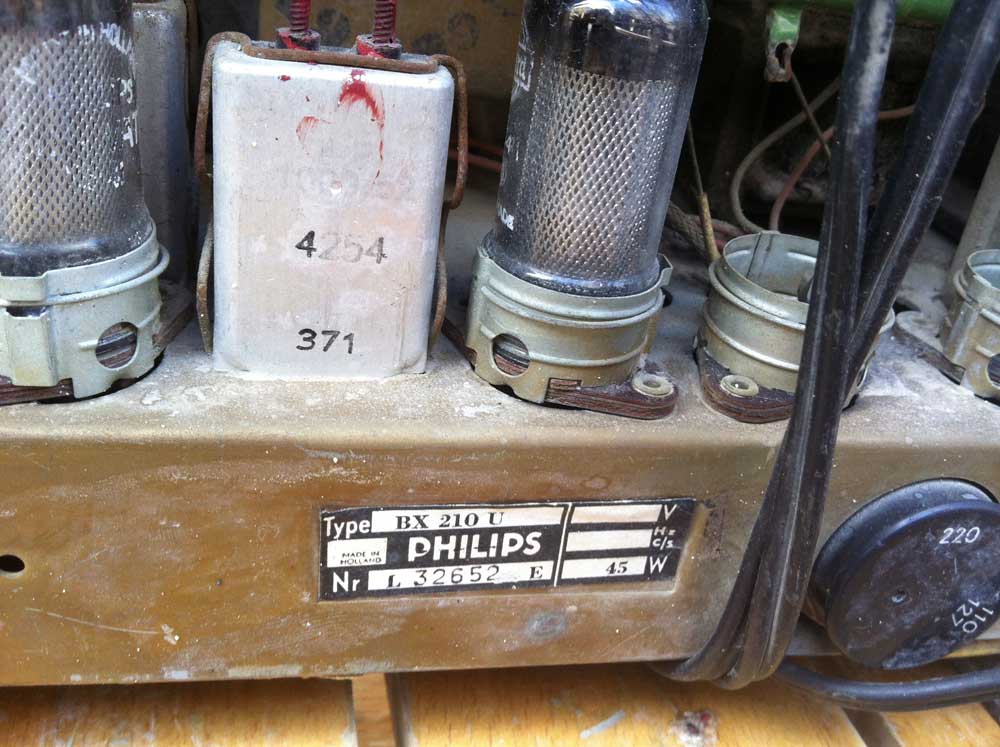 4254
371
Type BX 210 U V
MADE IN
HOLLAND
PHILIPS
Hz
c/s
Nr L 32652 E 45 W
220
110
127